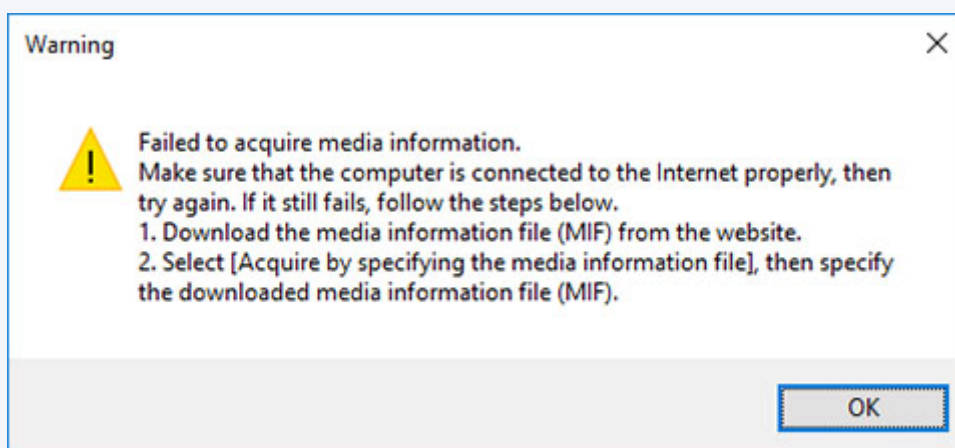 Warning
Failed to acquire media information.
Make sure that the computer is connected to the Internet properly, then
try again. If it still fails, follow the steps below.
1. Download the media information file (MIF) from the website.
2. Select [Acquire by specifying the media information file], then specify
the downloaded media information file (MIF).
OK